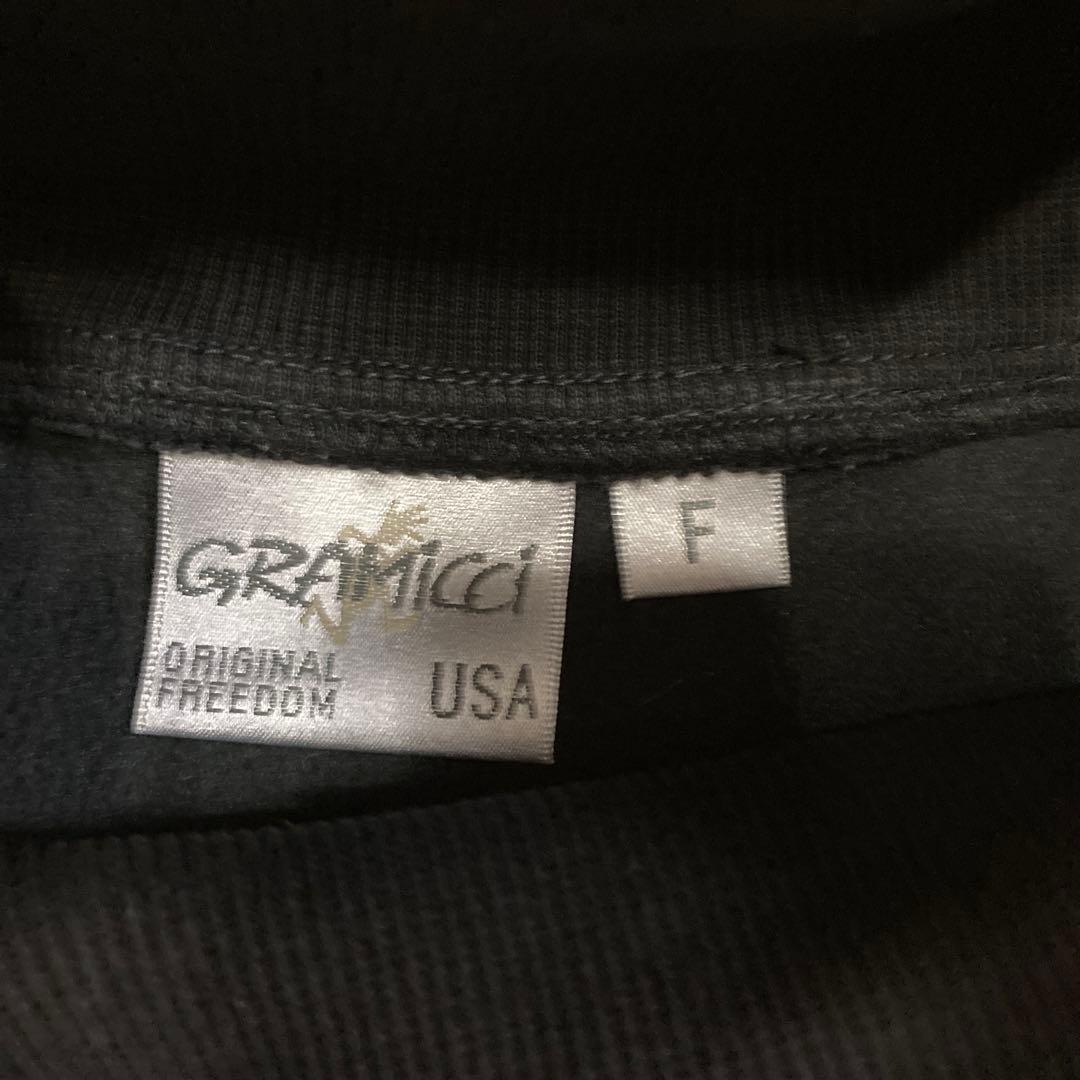 GRAMicci
ORIGINAL
FREEDOM
USA
F